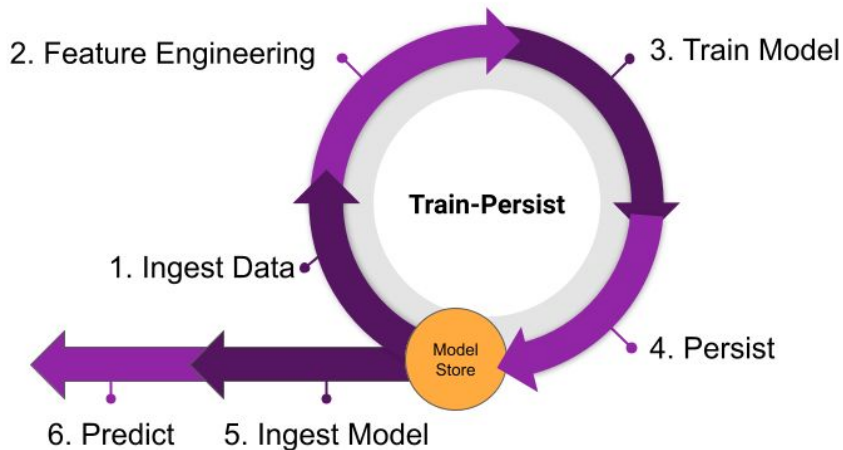 2. Feature Engineering
3. Train Model
Train-Persist
1. Ingest Data
Model
Store
4. Persist
6. Predict
5. Ingest Model